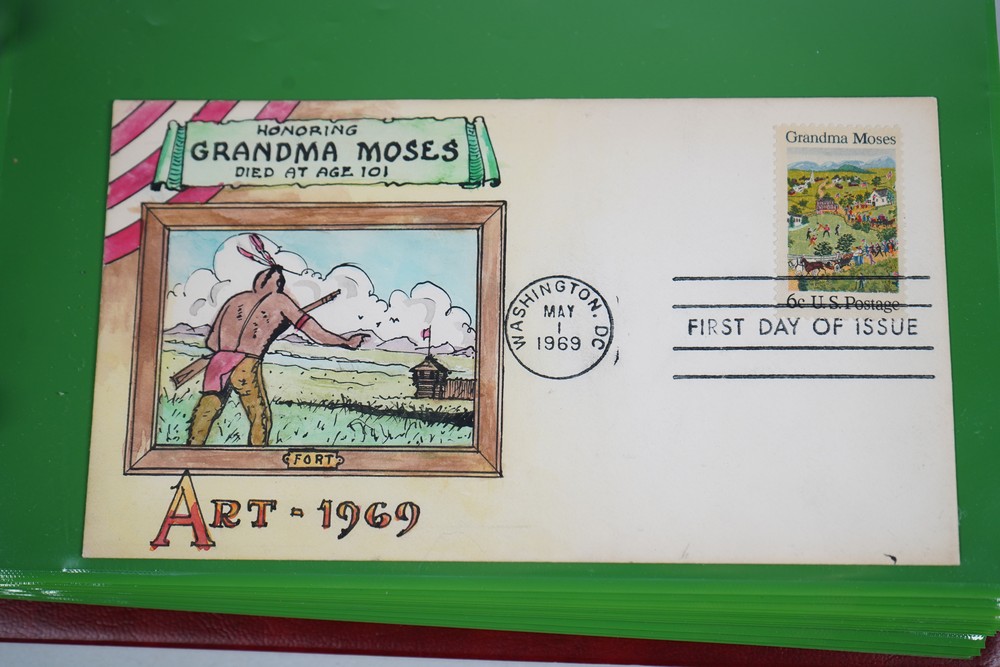 HONORING
GRANDMA MOSES
DIED AT AGE 101
FORT
ART - 1969
WASHINGTON, DC
MAY
1
1969
Grandma Moses
6c U.S. Postage
FIRST DAY OF ISSUE